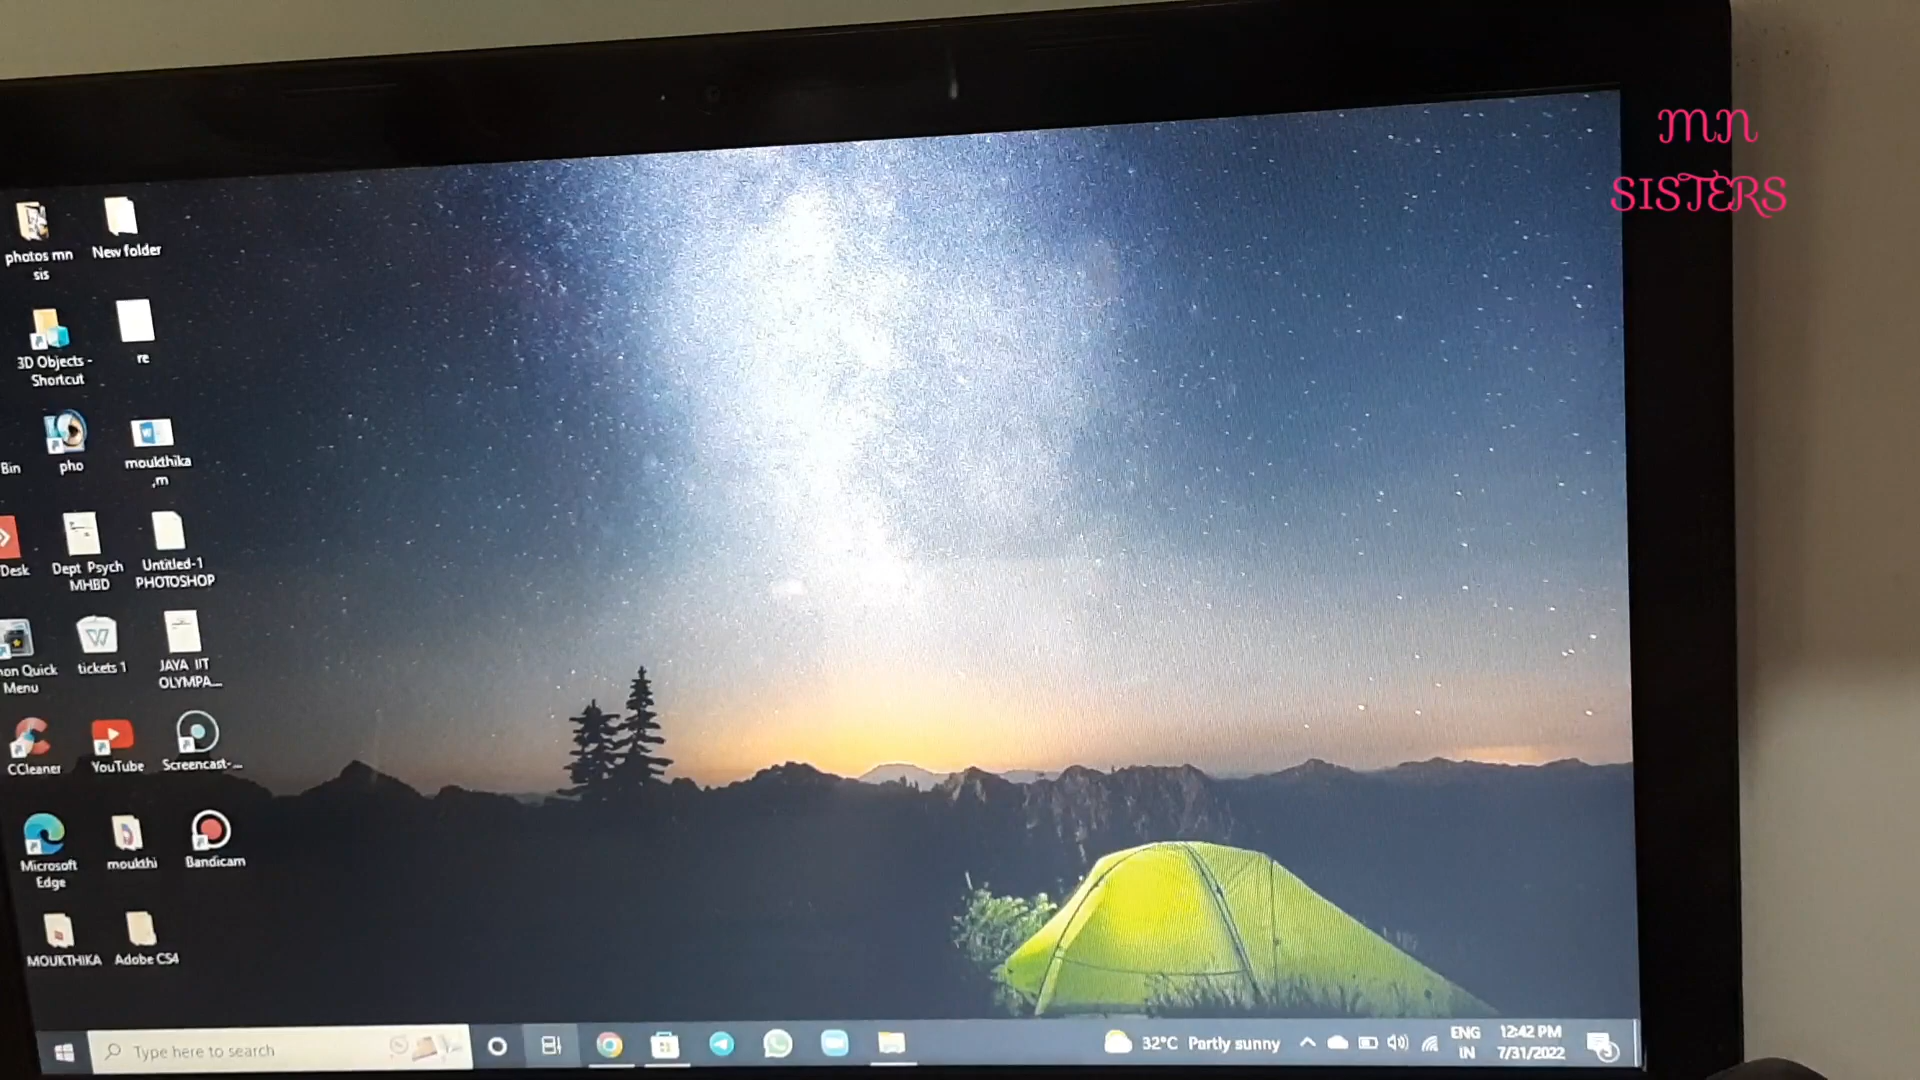 MN
SISTERS
photos mn
sis
New folder
3D Objects -
Shortcut
re
Bin
pho
moukthika
,m
Desk
Dept Psych
MHBD
Untitled-1
PHOTOSHOP
non Quick
Menu
tickets 1
JAYA IIT
OLYMPA...
CCleaner
YouTube
Screencast-...
Microsoft
Edge
moukthi
Bandicam
MOUKTHIKA
Adobe CS4
Type here to search
32°C Partly sunny
ENG
IN
12:42 PM
7/31/2022
3